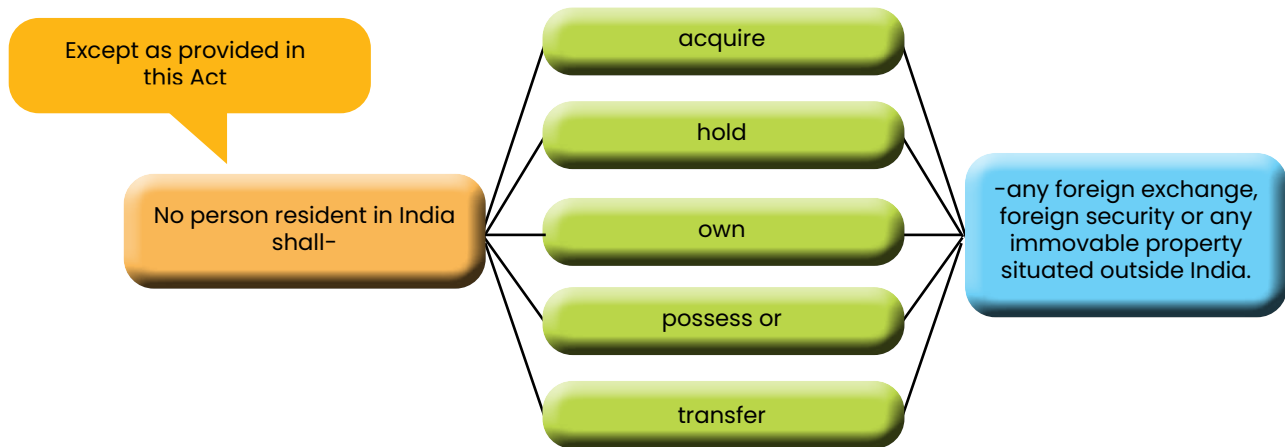 Except as provided in
this Act
No person resident in India
shall-
acquire
hold
own
possess or
transfer
-any foreign exchange,
foreign security or any
immovable property
situated outside India.